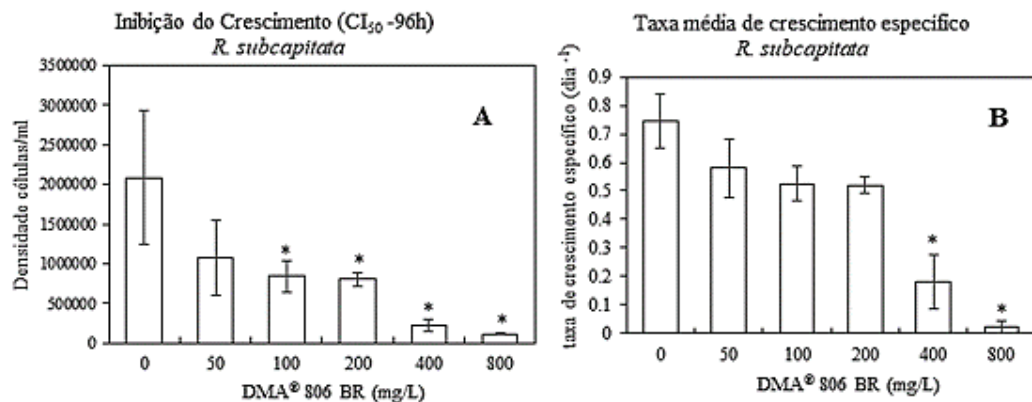 Inibição do Crescimento (CI50 -96h)
R. subcapitata
Densidade células/ml
3500000
3000000
2500000
2000000
1500000
1000000
500000
0
A
*
*
*
*
0 50 100 200 400 800
DMA® 806 BR (mg/L)
Taxa média de crescimento específico
R. subcapitata
taxa de crescimento específico (dia -1)
0.9
0.8
0.7
0.6
0.5
0.4
0.3
0.2
0.1
0
B
*
*
0 50 100 200 400 800
DMA® 806 BR (mg/L)